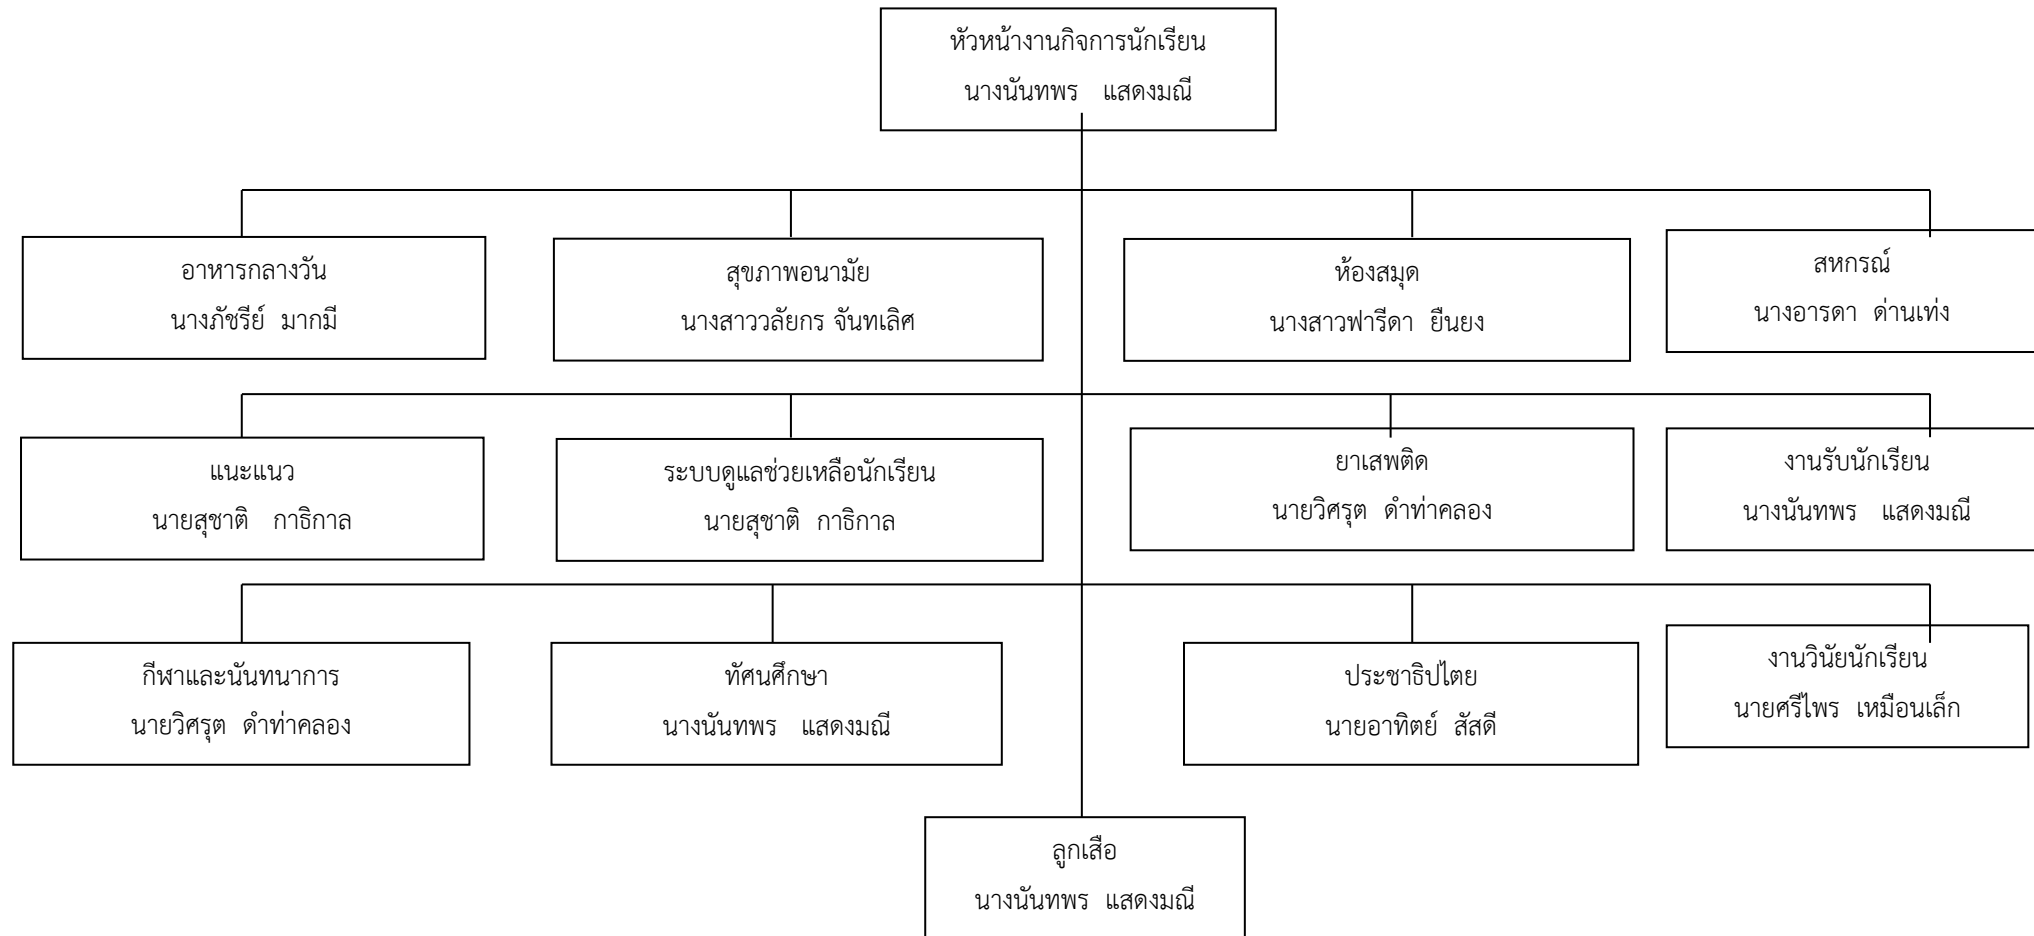 หัวหน้างานกิจการนักเรียน
นางนันทพร แสดงมณี
อาหารกลางวัน
นางภัชรีย์ มากมี
สุขภาพอนามัย
นางสาววลัยกร จันทเลิศ
ห้องสมุด
นางสาวฟารีดา ยืนยง
สหกรณ์
นางอารดา ด่านเท่ง
แนะแนว
นายสุชาติ กาธิกาล
ระบบดูแลช่วยเหลือนักเรียน
นายสุชาติ กาธิกาล
ยาเสพติด
นายวิศรุต ดำท่าคลอง
งานรับนักเรียน
นางนันทพร แสดงมณี
กีฬาและนันทนาการ
นายวิศรุต ดำท่าคลอง
ทัศนศึกษา
นางนันทพร แสดงมณี
ประชาธิปไตย
นายอาทิตย์ สัสดี
งานวินัยนักเรียน
นายศรีไพร เหมือนเล็ก
ลูกเสือ
นางนันทพร แสดงมณี